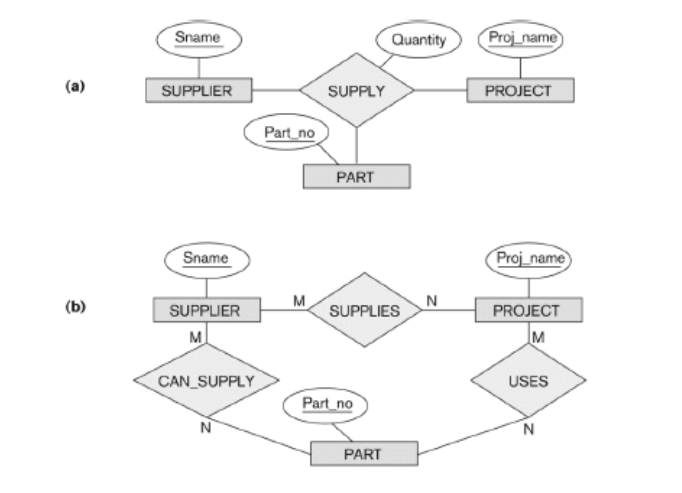 Sname
Quantity
Proj_name
(a)
SUPPLIER
SUPPLY
PROJECT
Part_no
PART
Sname
Proj_name
(b)
SUPPLIER
M
SUPPLIES
N
PROJECT
M
M
CAN_SUPPLY
USES
Part_no
N
N
PART